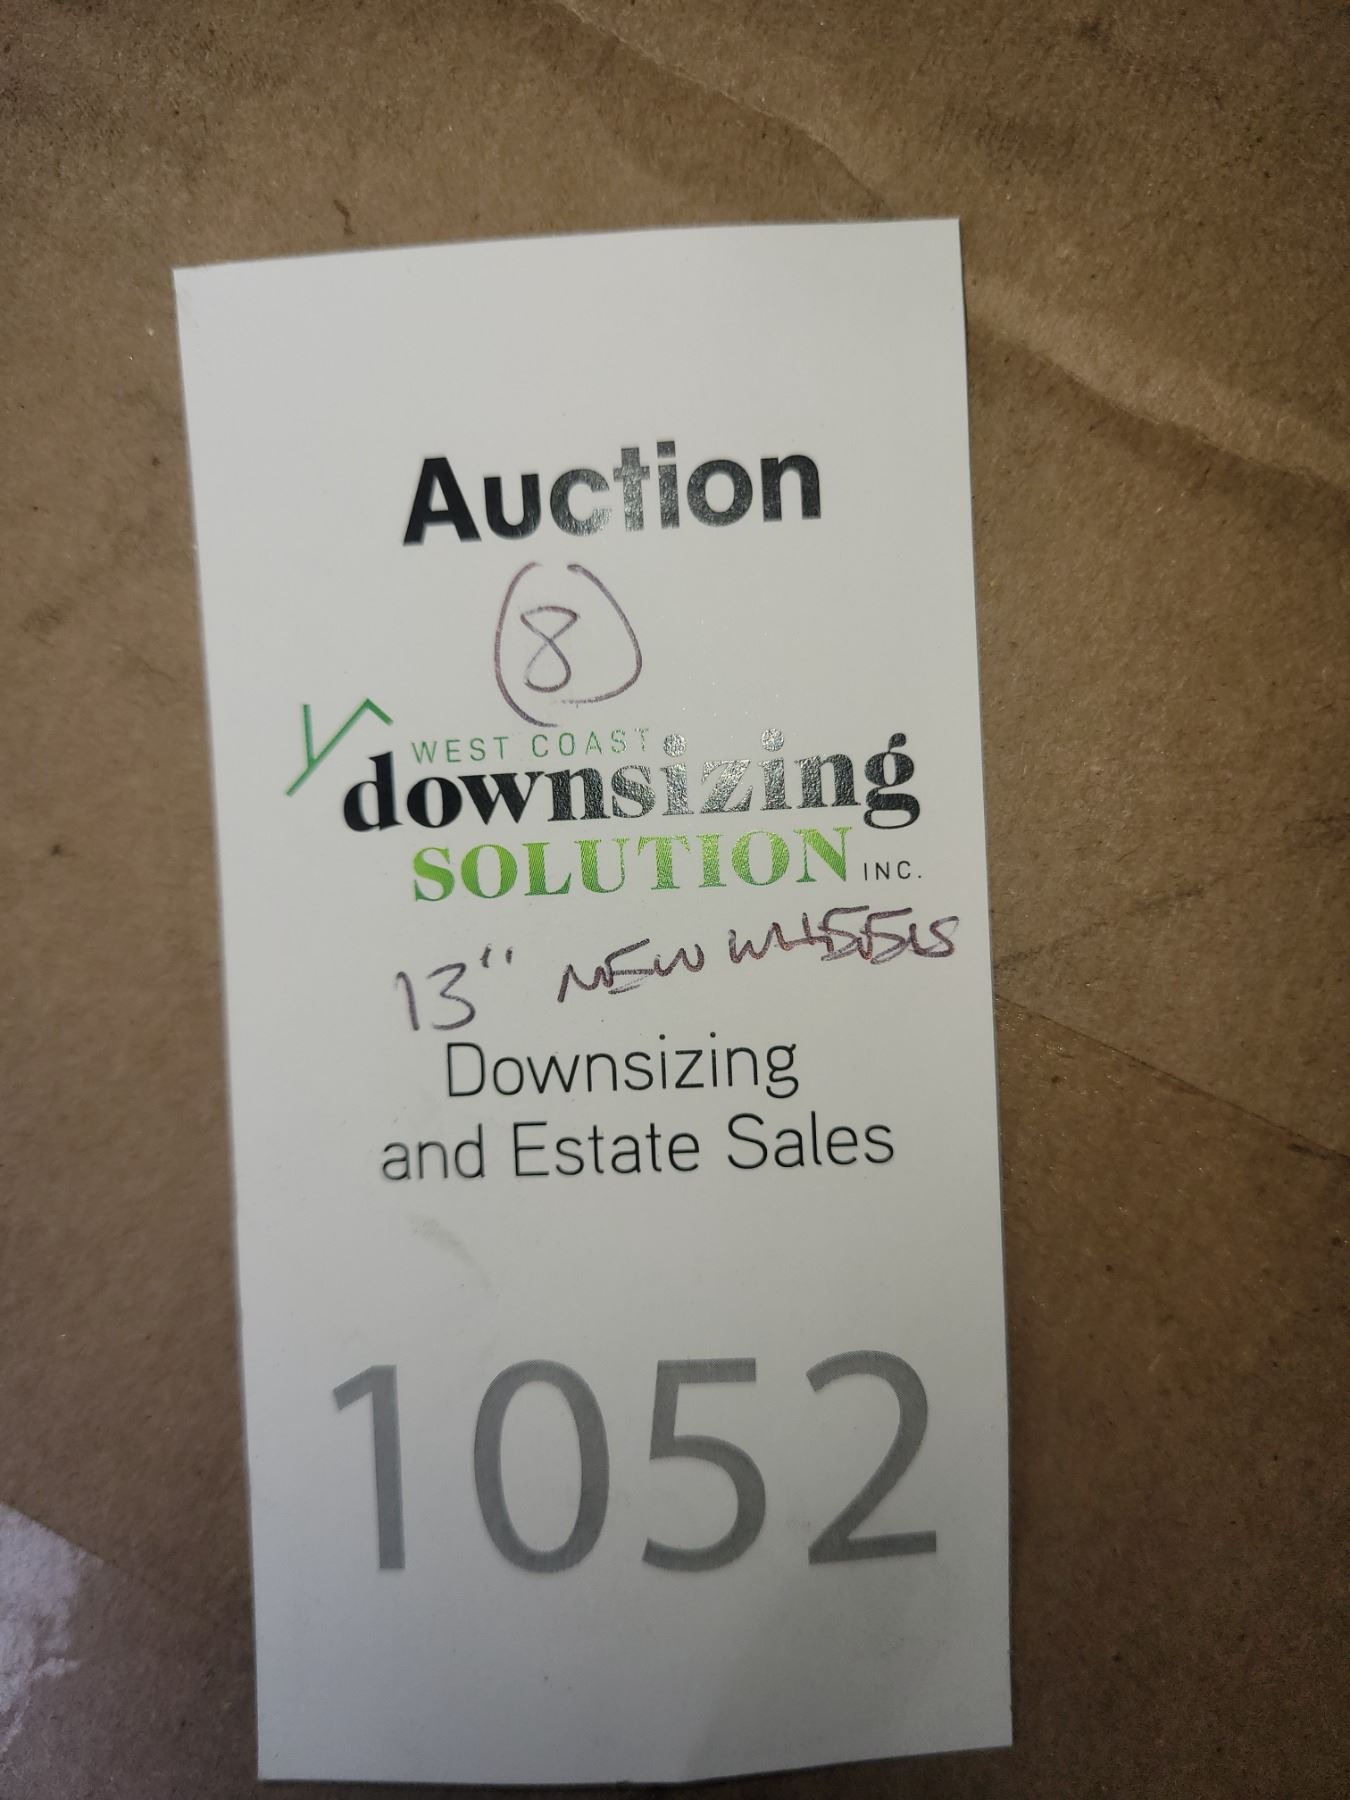 Auction
8
WEST COAST
downsizing
SOLUTION INC.
13" NEW WHEELS
Downsizing
and Estate Sales
1052